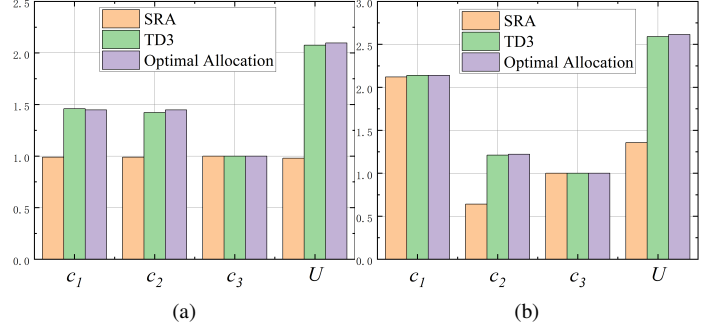 2.5
2.0
1.5
1.0
0.5
0.0
SRA
TD3
Optimal Allocation
c1
c2
c3
U
(a)
3.0
2.5
2.0
1.5
1.0
0.5
0.0
SRA
TD3
Optimal Allocation
c1
c2
c3
U
(b)